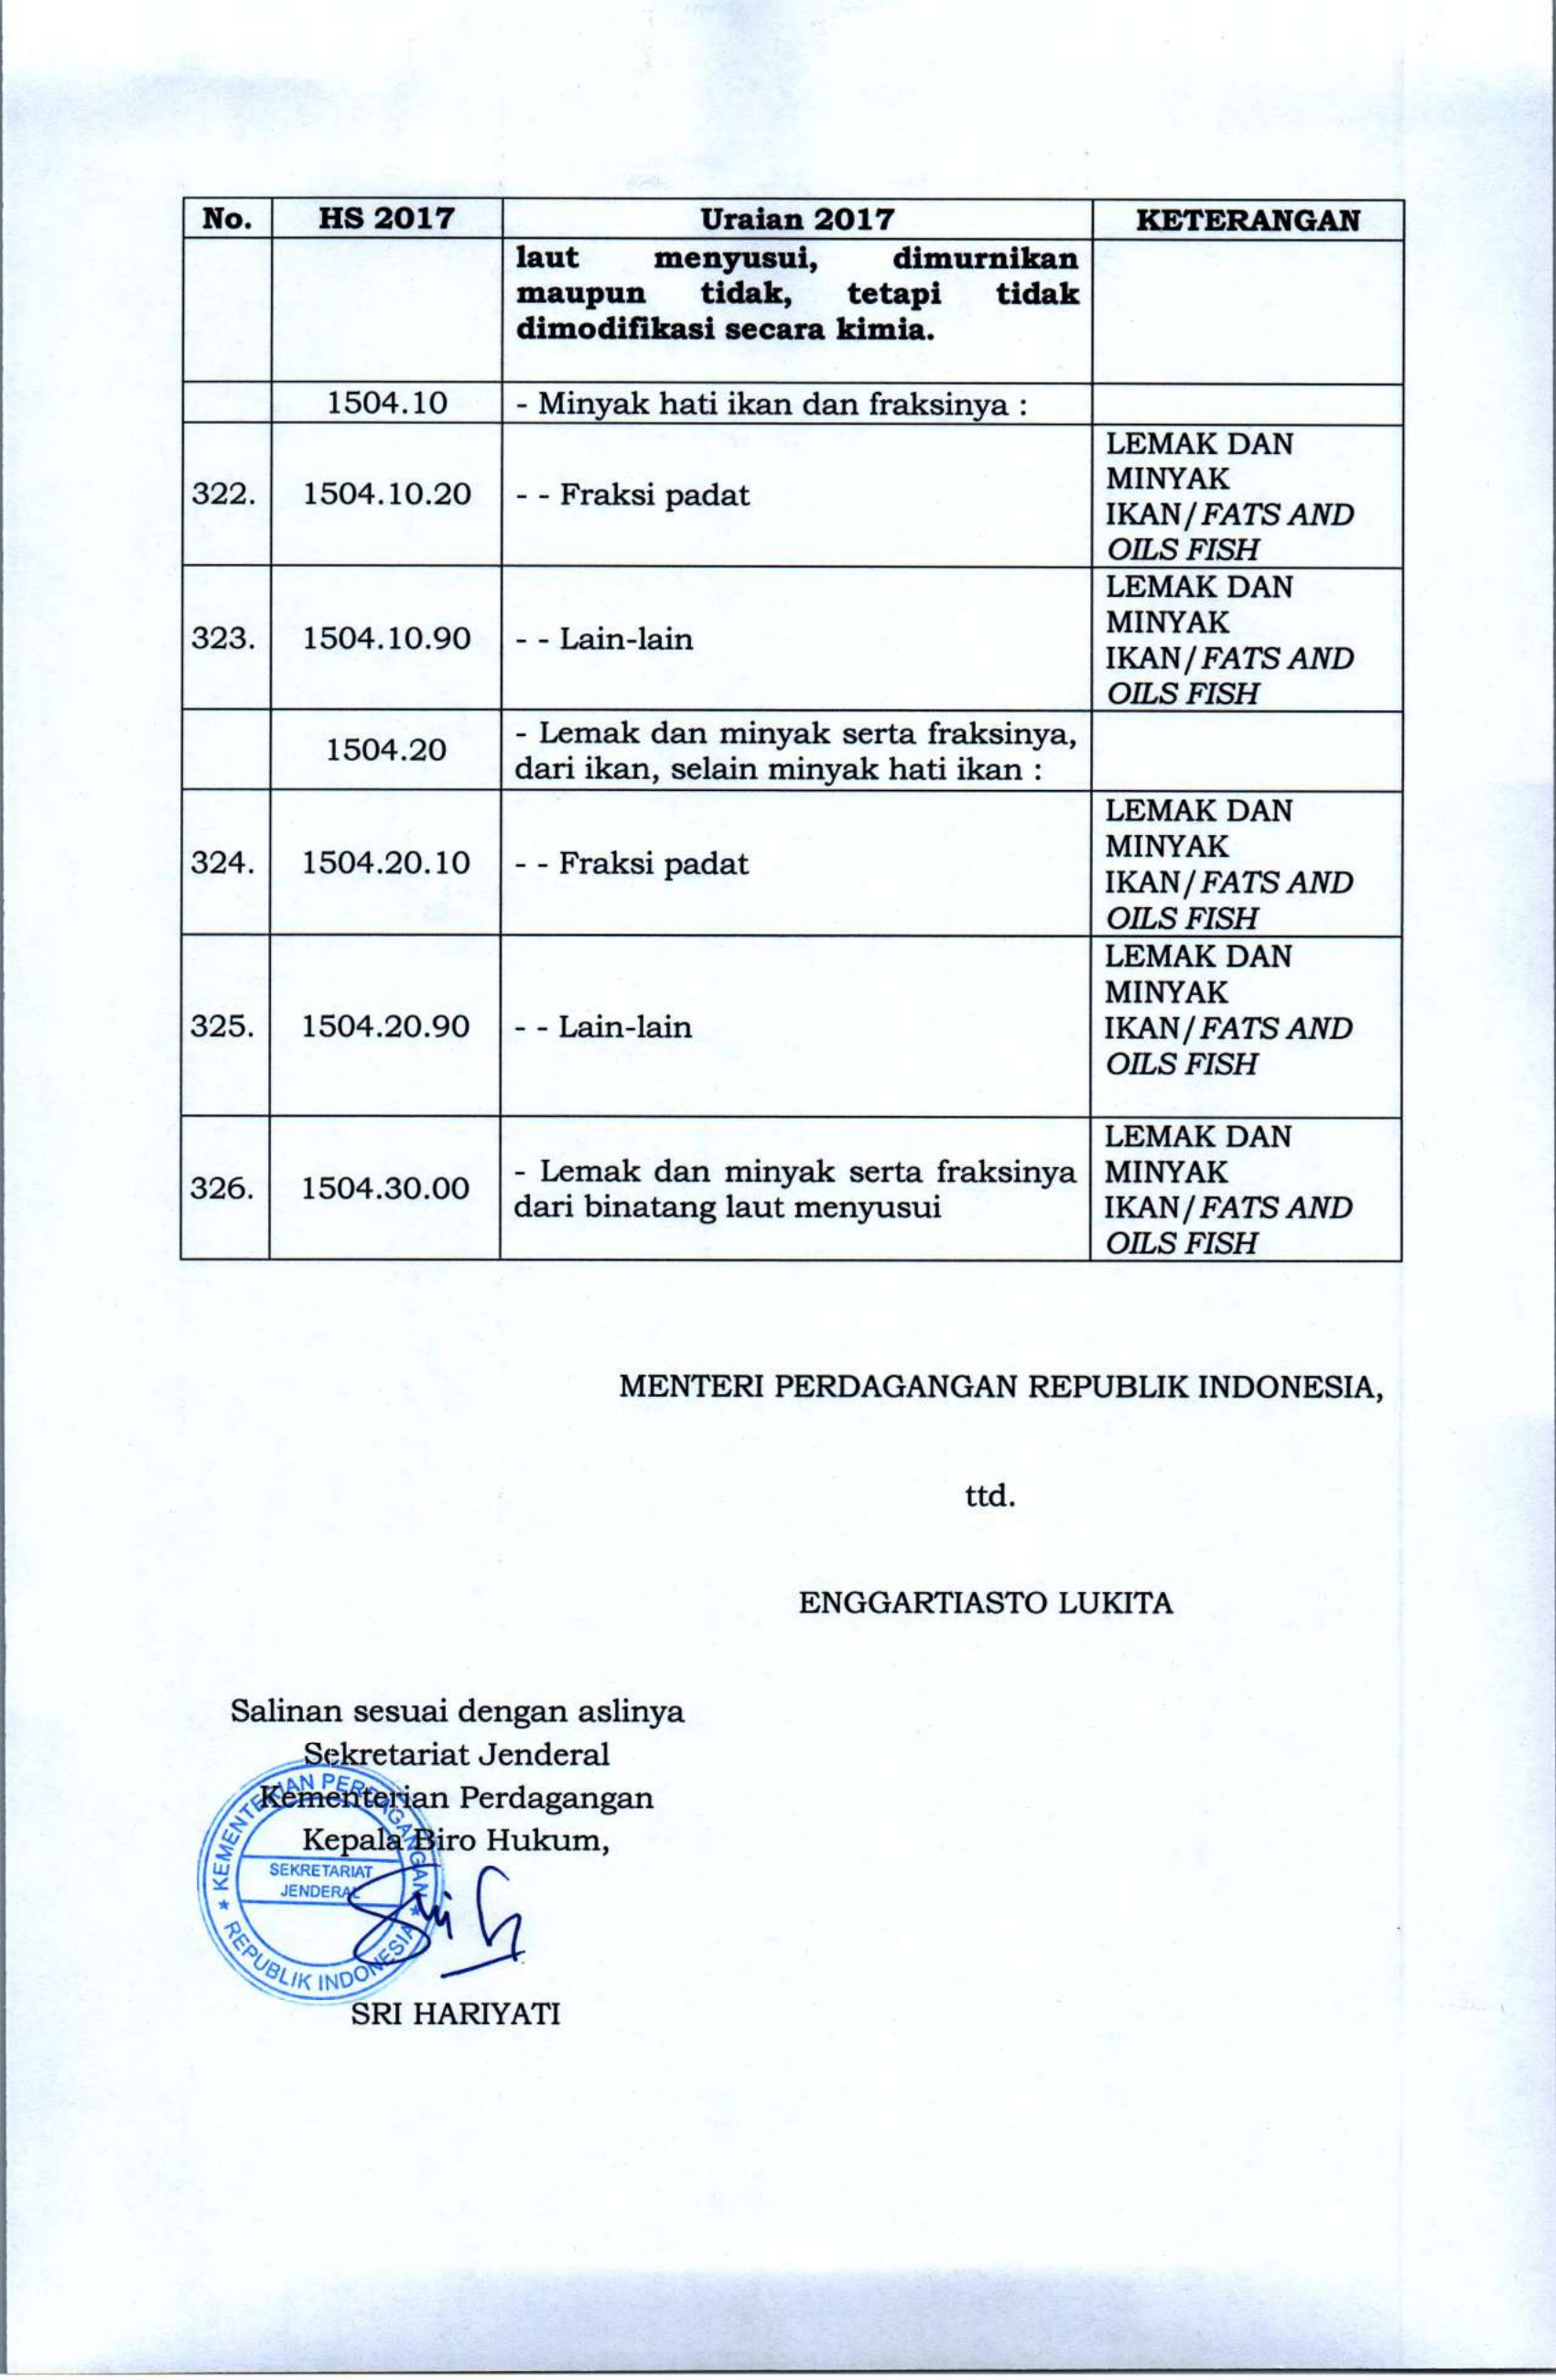 No. HS 2017 Uraian 2017 KETERANGAN
laut menyusui, dimurnikan
maupun tidak, tetapi tidak
dimodifikasi secara kimia.
1504.10 - Minyak hati ikan dan fraksinya :
322. 1504.10.20 - - Fraksi padat
LEMAK DAN
MINYAK
IKAN/FATS AND
OILS FISH
323. 1504.10.90 - - Lain-lain
LEMAK DAN
MINYAK
IKAN/FATS AND
OILS FISH
1504.20
- Lemak dan minyak serta fraksinya,
dari ikan, selain minyak hati ikan :
324. 1504.20.10 - - Fraksi padat
LEMAK DAN
MINYAK
IKAN/FATS AND
OILS FISH
325. 1504.20.90 - - Lain-lain
LEMAK DAN
MINYAK
IKAN/FATS AND
OILS FISH
326. 1504.30.00
- Lemak dan minyak serta fraksinya
dari binatang laut menyusui
LEMAK DAN
MINYAK
IKAN/FATS AND
OILS FISH
MENTERI PERDAGANGAN REPUBLIK INDONESIA,
ttd.
ENGGARTIASTO LUKITA
Salinan sesuai dengan aslinya
Sekretariat Jenderal
Kementerian Perdagangan
Kepala Biro Hukum,
KEMENTERIAN PERDAGANGAN
SEKRETARIAT
JENDERAL
REPUBLIK INDONESIA
SRI HARIYATI